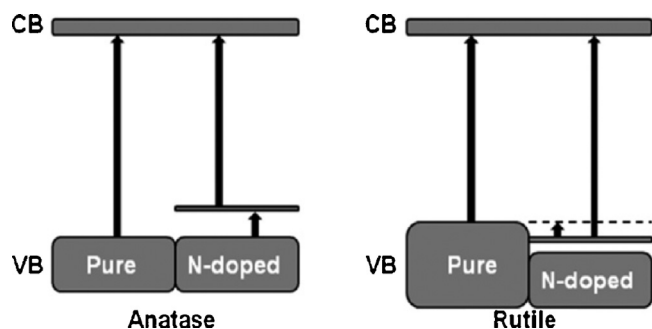 CB
CB
VB
Pure
N-doped
VB
Pure
N-doped
Anatase
Rutile